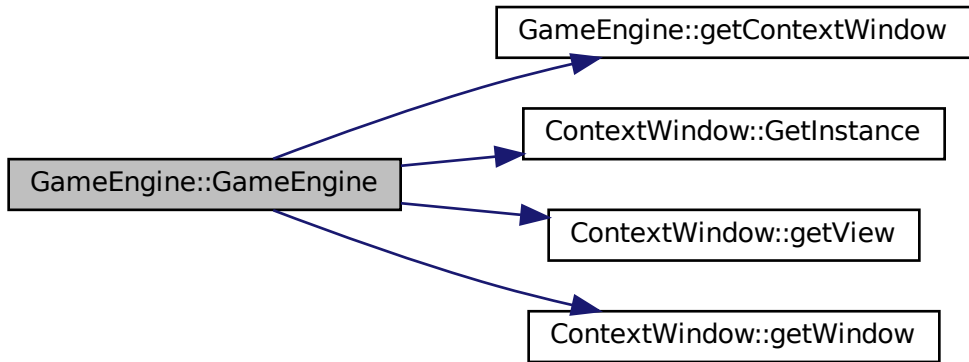 GameEngine::getContextWindow
ContextWindow::GetInstance
GameEngine::GameEngine
ContextWindow::getView
ContextWindow::getWindow